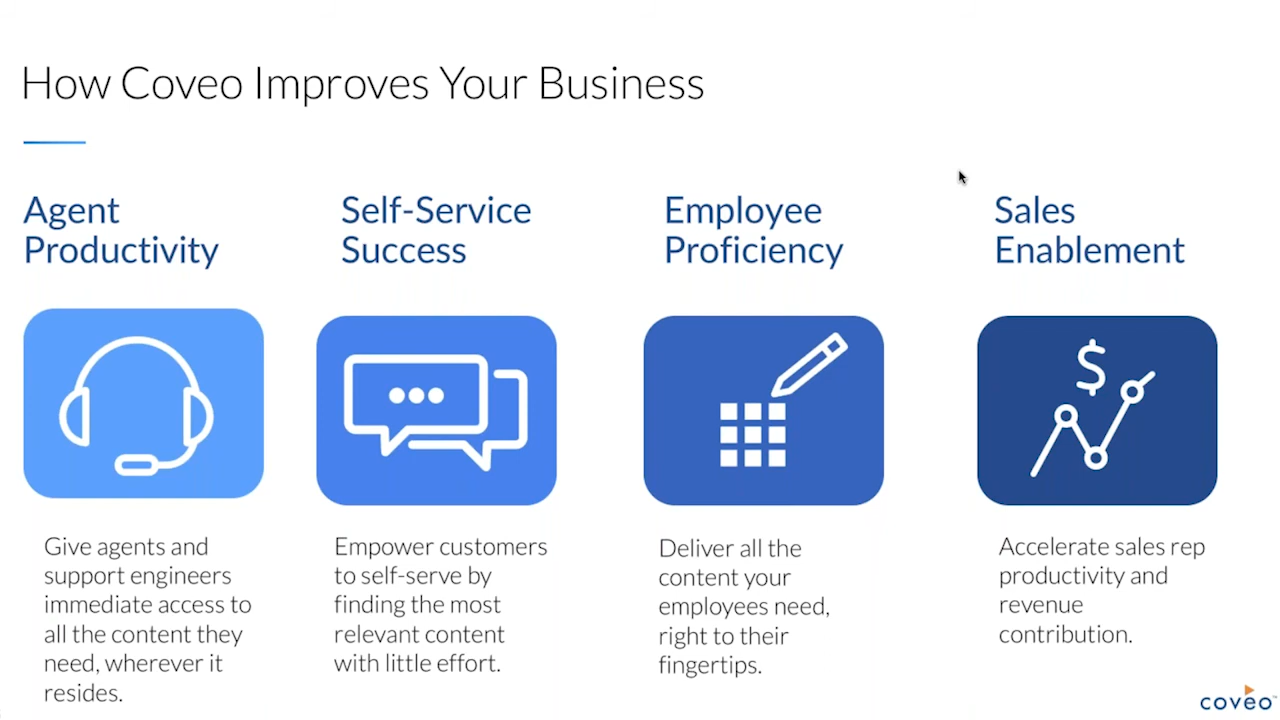 How Coveo Improves Your Business
Agent
Productivity
Self-Service
Success
Employee
Proficiency
Sales
Enablement
$
Give agents and
support engineers
immediate access to
all the content they
need, wherever it
resides.
Empower customers
to self-serve by
finding the most
relevant content
with little effort.
Deliver all the
content your
employees need,
right to their
fingertips.
Accelerate sales rep
productivity and
revenue
contribution.
coveo™